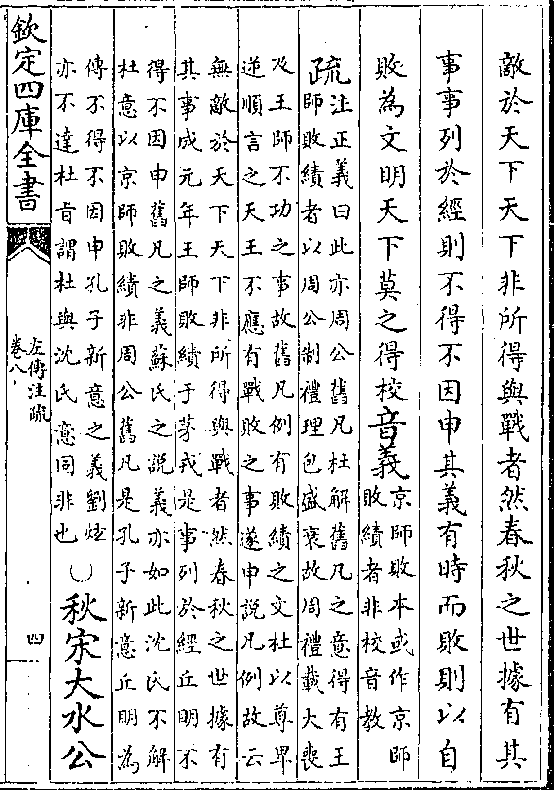 敵於天下天下非所得與戰者然春秋之世據有其
事事列於經則不得不因申其義有時而敗則以自
敗為文明天下莫之得校音義京師敗本或作京師
敗績者非校音教
疏注正義曰此亦周公舊凡杜解舊凡之意得有王
師敗績者以周公制禮理包盛衰故周禮載大喪
及王師不功之事故舊凡例有敗績之文杜以尊卑
逆順言之天王不應有戰敗之事遂申說凡例故云
無敵於天下天下非所得與戰者然春秋之世據有
其事成元年王師敗績于茅戎是事列於經丘明不
得不因申舊凡之義蘇氏之說義亦如此沈氏不解
杜意以京師敗績非周公舊凡是孔子新意丘明為
傳不得不因申孔子新意之義劉炫
亦不達杜旨謂杜與沈氏意同非也
秋宋大水公
欽定四庫全書
左傳注疏
卷八
四